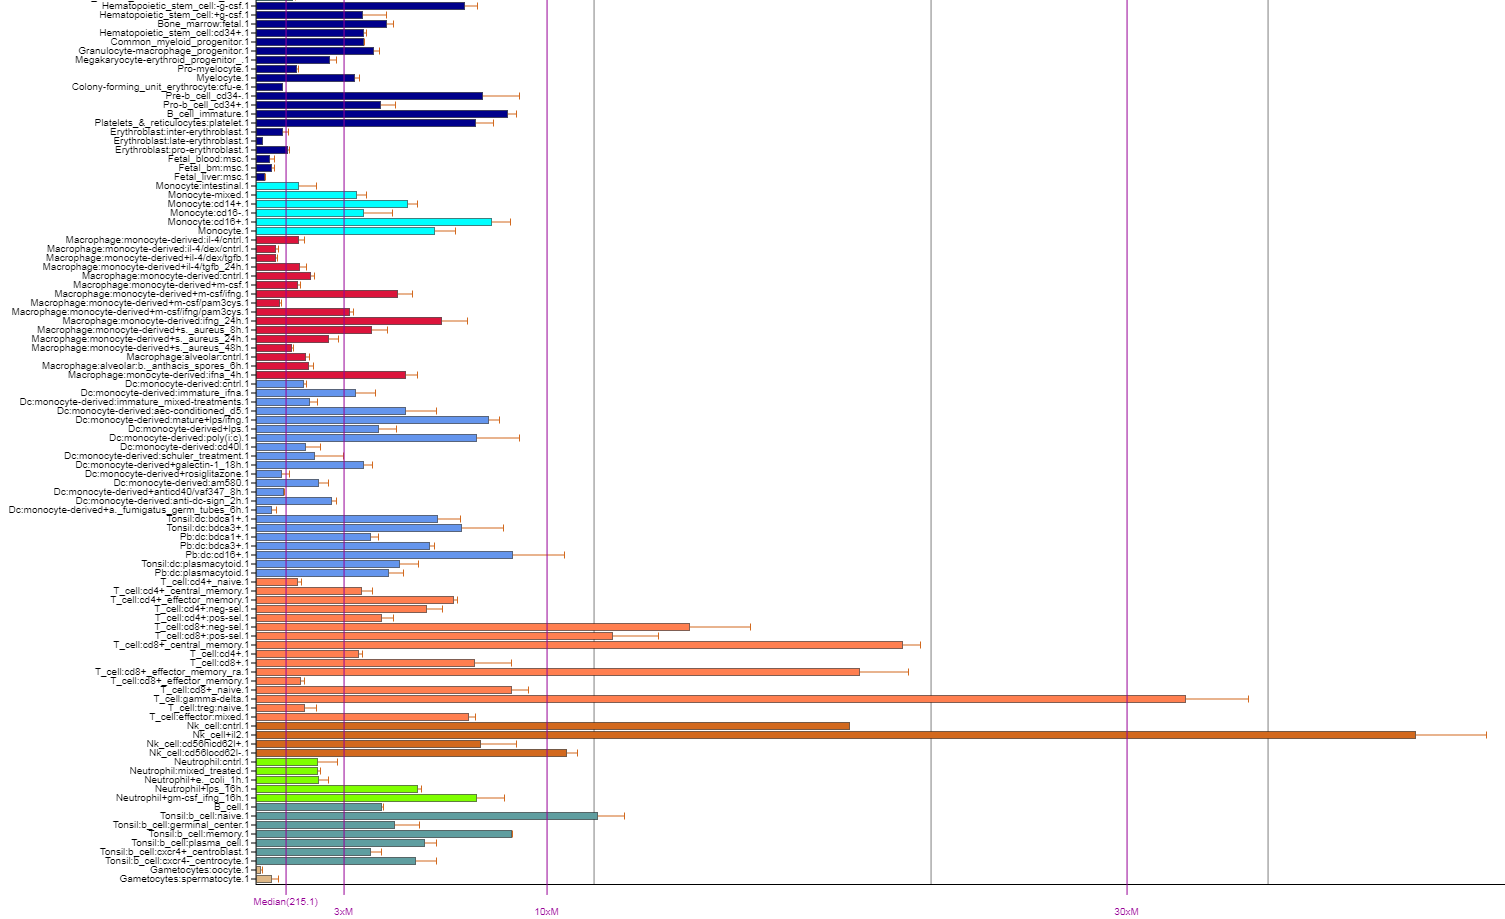 Hematopoietic_stem_cell:-g-csf.1
Hematopoietic_stem_cell:+g-csf.1
Bone_marrow:fetal.1
Hematopoietic_stem_cell:cd34+.1
Common_myeloid_progenitor.1
Granulocyte-macrophage_progenitor.1
Megakaryocyte-erythroid_progenitor_.1
Pro-myelocyte.1
Myelocyte.1
Colony-forming_unit_erythrocyte:cfu-e.1
Pre-b_cell_cd34-.1
Pro-b_cell_cd34+.1
B_cell_immature.1
Platelets_&_reticulocytes:platelet.1
Erythroblast:inter-erythroblast.1
Erythroblast:late-erythroblast.1
Erythroblast:pro-erythroblast.1
Fetal_blood:msc.1
Fetal_bm:msc.1
Fetal_liver:msc.1
Monocyte:intestinal.1
Monocyte-mixed.1
Monocyte:cd14+.1
Monocyte:cd16-.1
Monocyte:cd16+.1
Monocyte.1
Macrophage:monocyte-derived:il-4/cntrl.1
Macrophage:monocyte-derived:il-4/dex/cntrl.1
Macrophage:monocyte-derived+il-4/dex/tgfb.1
Macrophage:monocyte-derived+il-4/tgfb_24h.1
Macrophage:monocyte-derived:cntrl.1
Macrophage:monocyte-derived+m-csf.1
Macrophage:monocyte-derived+m-csf/ifng.1
Macrophage:monocyte-derived+m-csf/pam3cys.1
Macrophage:monocyte-derived+m-csf/ifng/pam3cys.1
Macrophage:monocyte-derived:ifng_24h.1
Macrophage:monocyte-derived+s._aureus_8h.1
Macrophage:monocyte-derived+s._aureus_24h.1
Macrophage:monocyte-derived+s._aureus_48h.1
Macrophage:alveolar:cntrl.1
Macrophage:alveolar:b._anthacis_spores_6h.1
Macrophage:monocyte-derived:ifna_4h.1
Dc:monocyte-derived:cntrl.1
Dc:monocyte-derived:immature_ifna.1
Dc:monocyte-derived:immature_mixed-treatments.1
Dc:monocyte-derived:aec-conditioned_d5.1
Dc:monocyte-derived:mature+lps/ifng.1
Dc:monocyte-derived+lps.1
Dc:monocyte-derived:poly(i:c).1
Dc:monocyte-derived:cd40l.1
Dc:monocyte-derived:schuler_treatment.1
Dc:monocyte-derived+galectin-1_18h.1
Dc:monocyte-derived+rosiglitazone.1
Dc:monocyte-derived:am580.1
Dc:monocyte-derived+anticd40/vaf347_8h.1
Dc:monocyte-derived:anti-dc-sign_2h.1
Dc:monocyte-derived+a._fumigatus_germ_tubes_6h.1
Tonsil:dc:bdca1+.1
Tonsil:dc:bdca3+.1
Pb:dc:bdca1+.1
Pb:dc:bdca3+.1
Pb:dc:cd16+.1
Tonsil:dc:plasmacytoid.1
Pb:dc:plasmacytoid.1
T_cell:cd4+_naive.1
T_cell:cd4+_central_memory.1
T_cell:cd4+_effector_memory.1
T_cell:cd4+:neg-sel.1
T_cell:cd4+:pos-sel.1
T_cell:cd8+:neg-sel.1
T_cell:cd8+:pos-sel.1
T_cell:cd8+_central_memory.1
T_cell:cd4+.1
T_cell:cd8+.1
T_cell:cd8+_effector_memory_ra.1
T_cell:cd8+_effector_memory.1
T_cell:cd8+_naive.1
T_cell:gamma-delta.1
T_cell:treg:naive.1
T_cell:effector:mixed.1
Nk_cell:cntrl.1
Nk_cell+il2.1
Nk_cell:cd56hicd62l+.1
Nk_cell:cd56locd62l-.1
Neutrophil:cntrl.1
Neutrophil:mixed_treated.1
Neutrophil+e._coli_1h.1
Neutrophil+lps_16h.1
Neutrophil+gm-csf_ifng_16h.1
B_cell.1
Tonsil:b_cell:naive.1
Tonsil:b_cell:germinal_center.1
Tonsil:b_cell:memory.1
Tonsil:b_cell:plasma_cell.1
Tonsil:b_cell:cxcr4+_centroblast.1
Tonsil:b_cell:cxcr4-_centrocyte.1
Gametocytes:oocyte.1
Gametocytes:spermatocyte.1
Median(215.1)
3xM 10xM 30xM